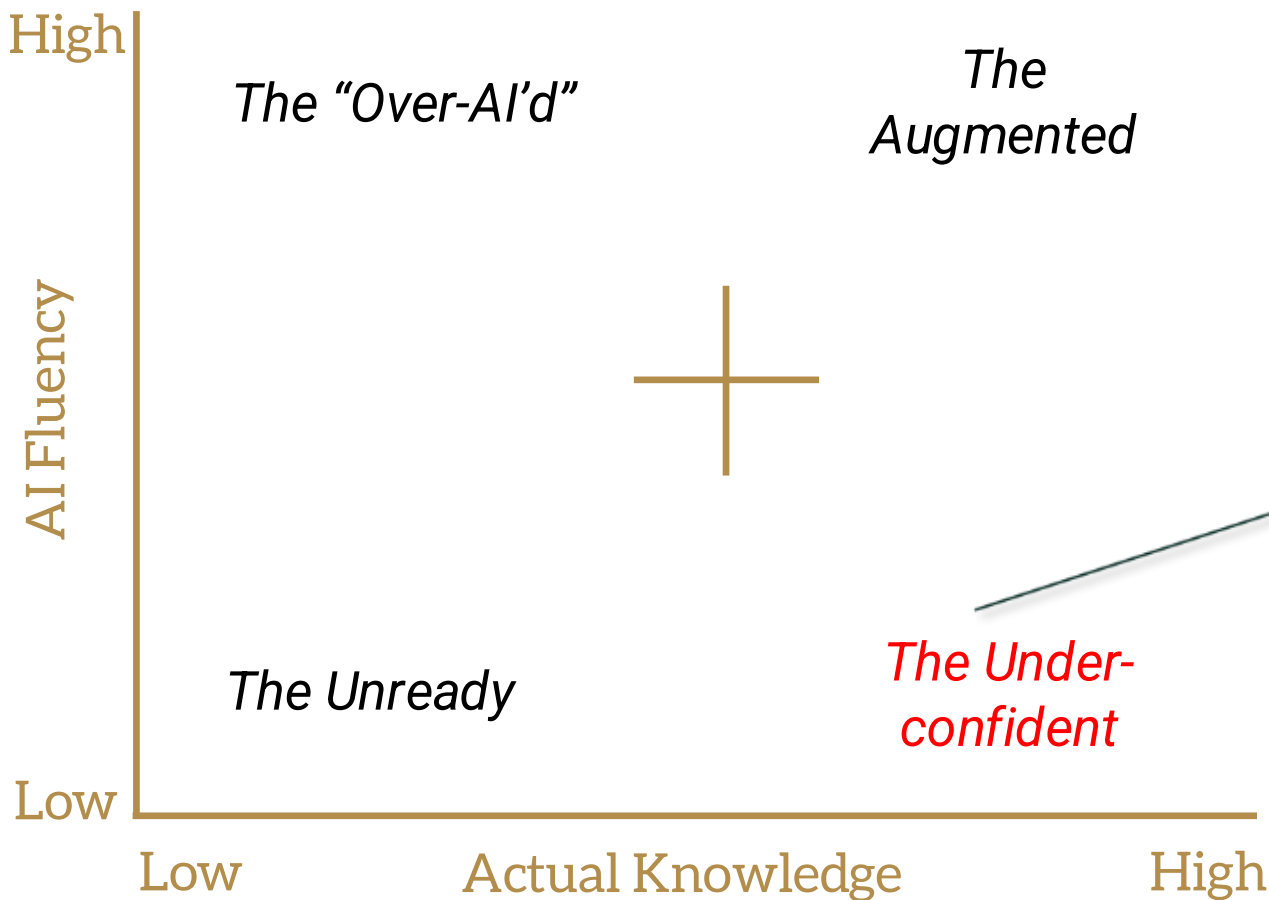 High
The “Over-AI’d”
The
Augmented
AI Fluency
The Unready
The Under-
confident
Low
Low
Actual Knowledge
High